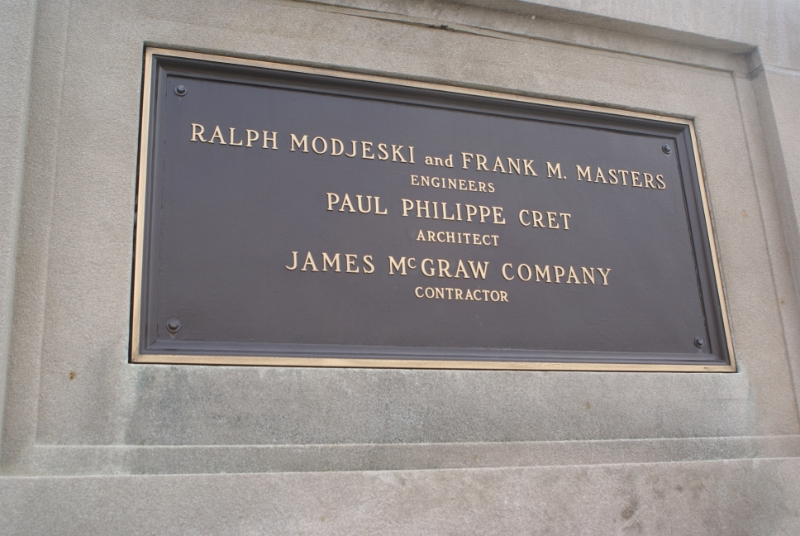 RALPH MODJESKI and FRANK M. MASTERS
ENGINEERS
PAUL PHILIPPE CRET
ARCHITECT
JAMES McGRAW COMPANY
CONTRACTOR